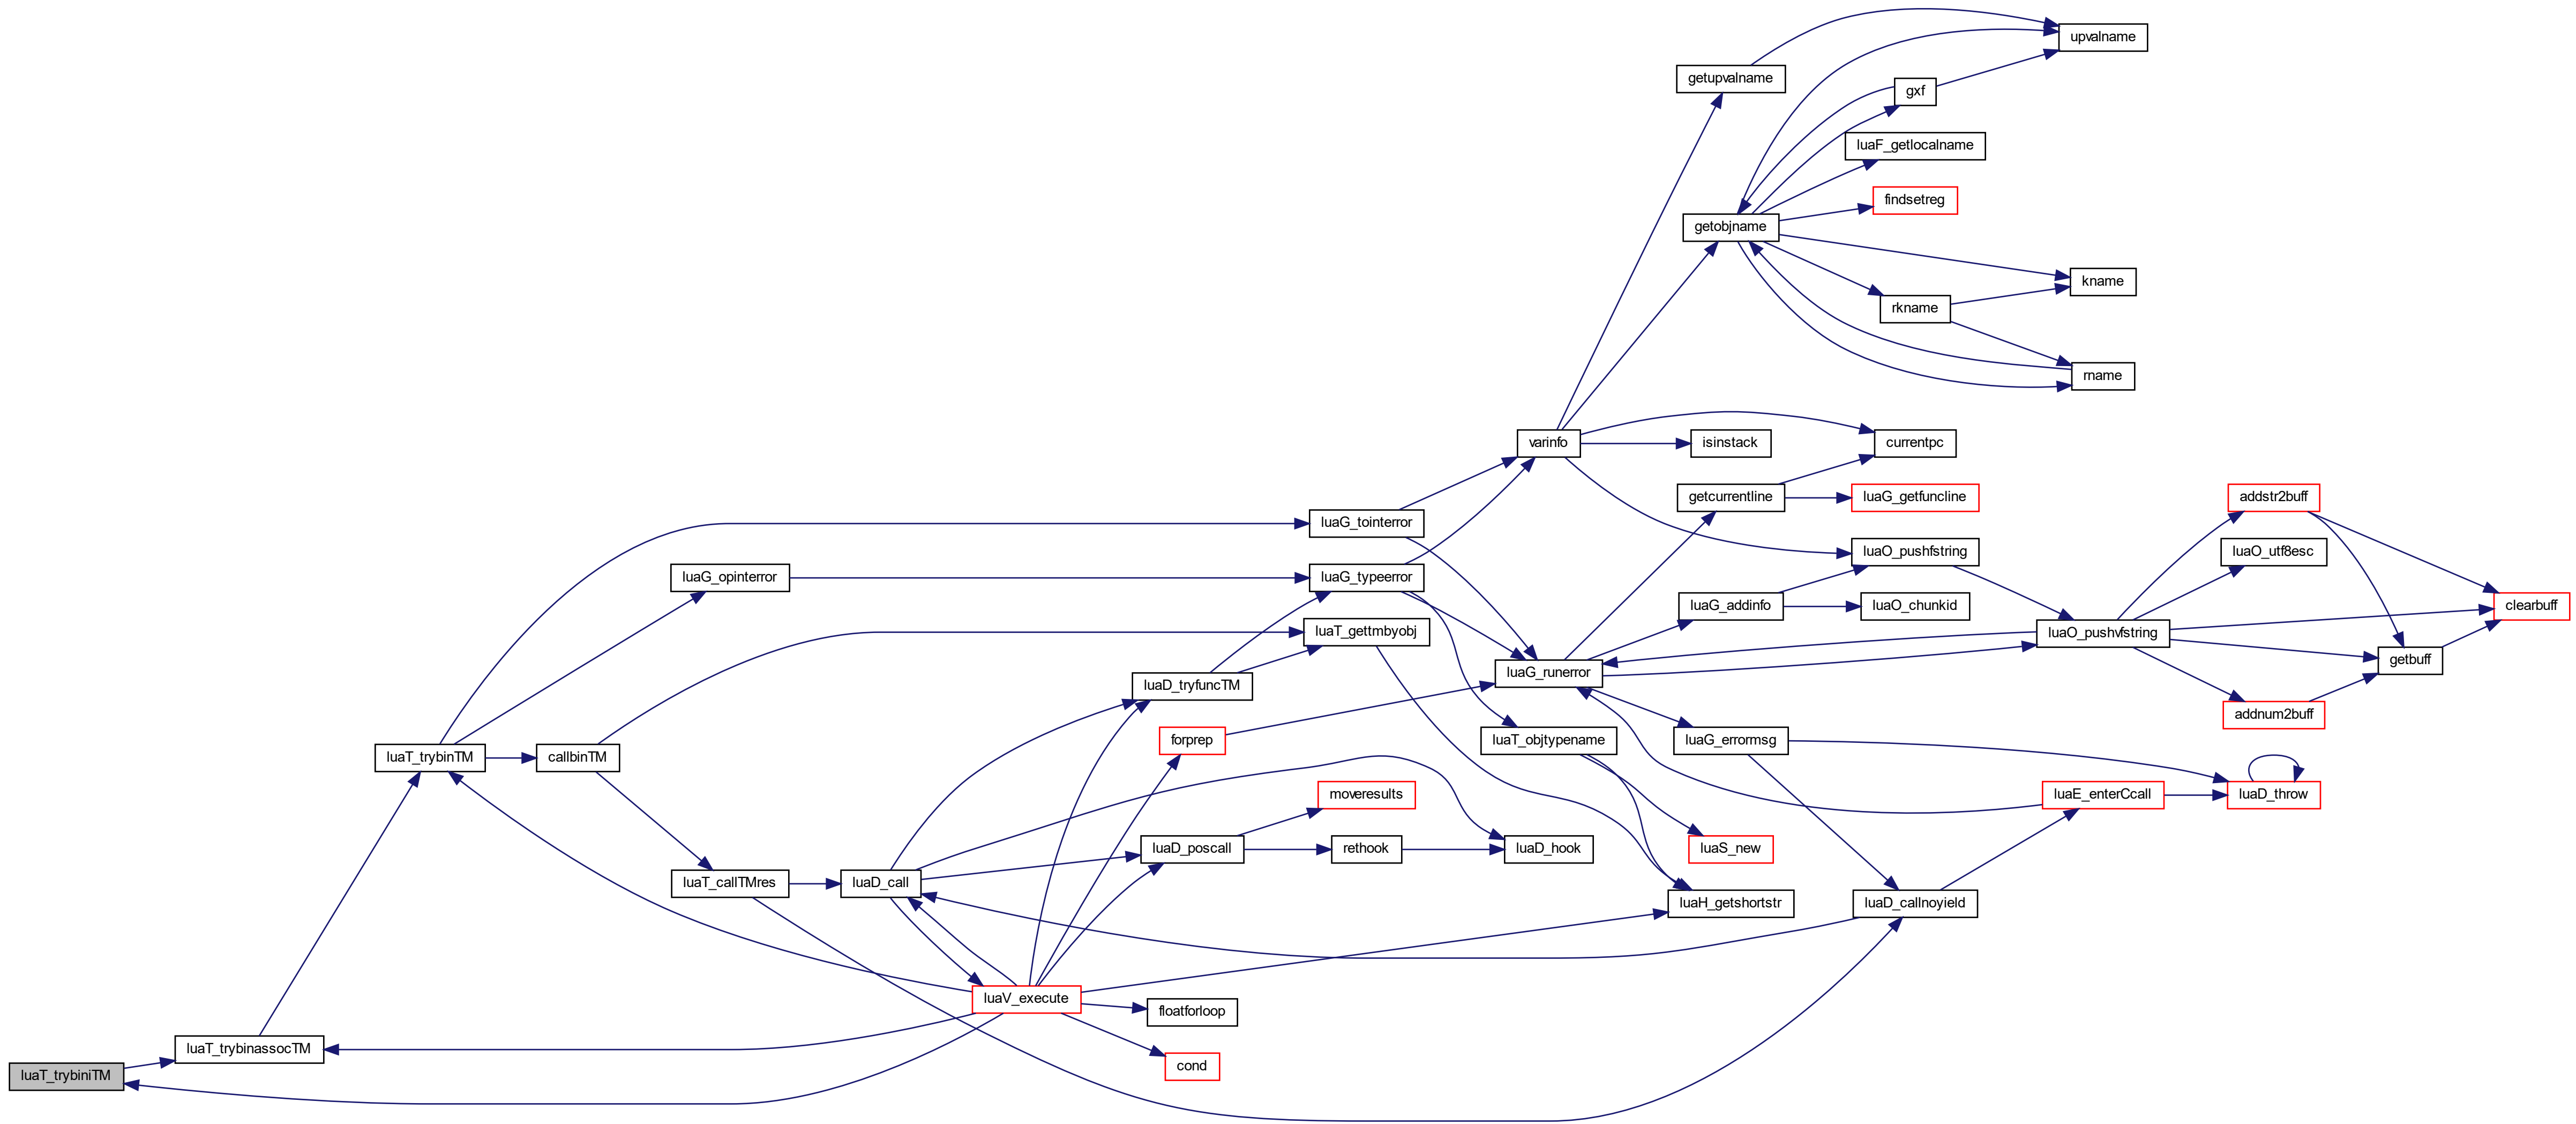 upvalname
getupvalname
gxf
luaF_getlocalname
findsetreg
getobjname
kname
rkname
rname
varinfo
isinstack
currentpc
getcurrentline
luaG_getfuncline
addstr2buff
luaG_tointerror
luaO_pushfstring
luaO_utf8esc
luaG_opinterror
luaG_typeerror
luaG_addinfo
luaO_chunkid
clearbuff
luaT_gettmbyobj
luaO_pushvfstring
getbuff
luaG_runerror
luaD_tryfuncTM
addnum2buff
forprep
luaT_objtypename
luaG_errormsg
luaT_trybinTM
callbinTM
moveresults
luaE_enterCcall
luaD_throw
luaD_poscall
rethook
luaD_hook
luaS_new
luaT_callTMres
luaD_call
luaH_getshortstr
luaD_callnoyield
luaV_execute
floatforloop
luaT_trybinassocTM
cond
luaT_trybiniTM